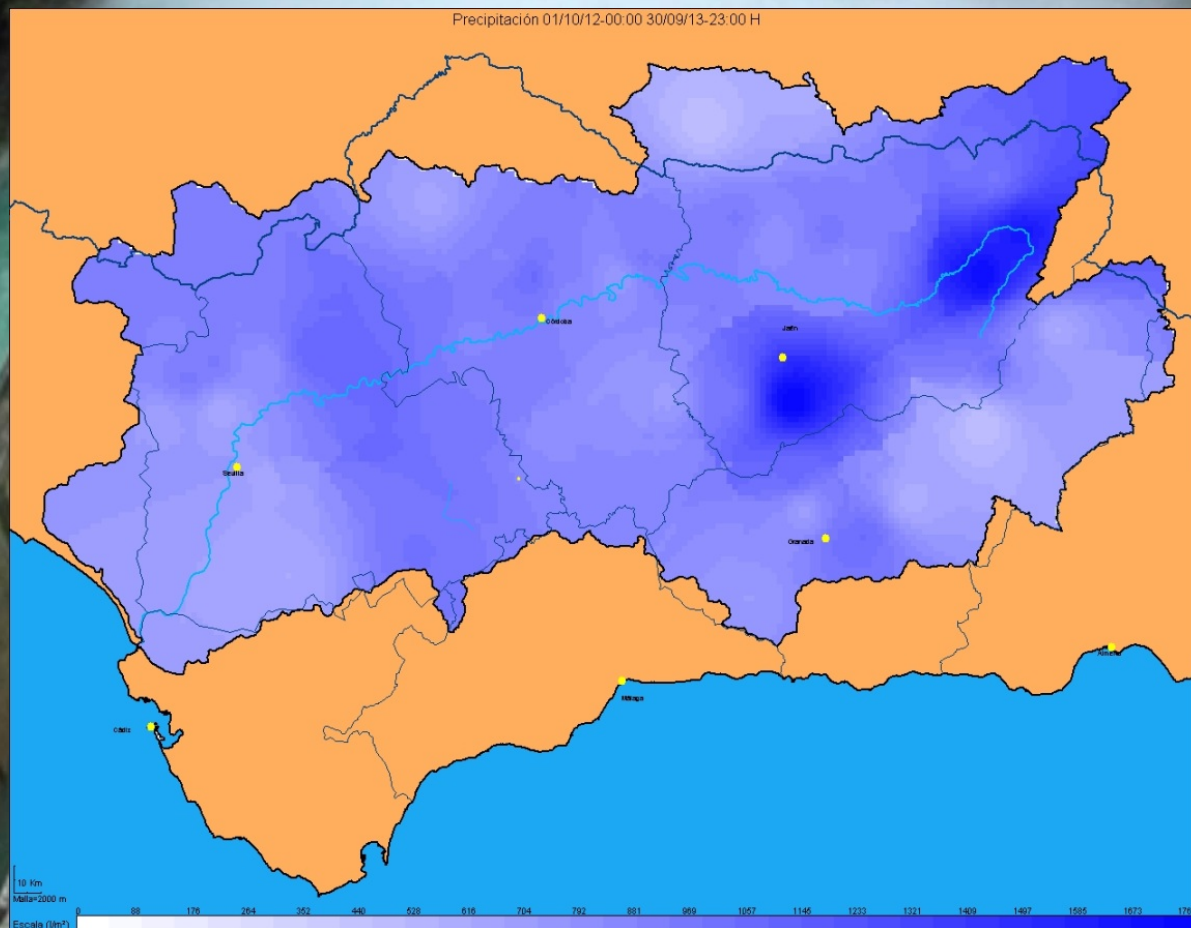 Precipitación 01/10/12-00:00 30/09/13-23:00 H
Jaén
Córdoba
Sevilla
Granada
Almería
Málaga
Cádiz
10 Km
Malla=2000 m
0 88 176 264 352 440 528 616 704 792 881 969 1057 1145 1233 1321 1409 1497 1585 1673
Escala (l/m²)